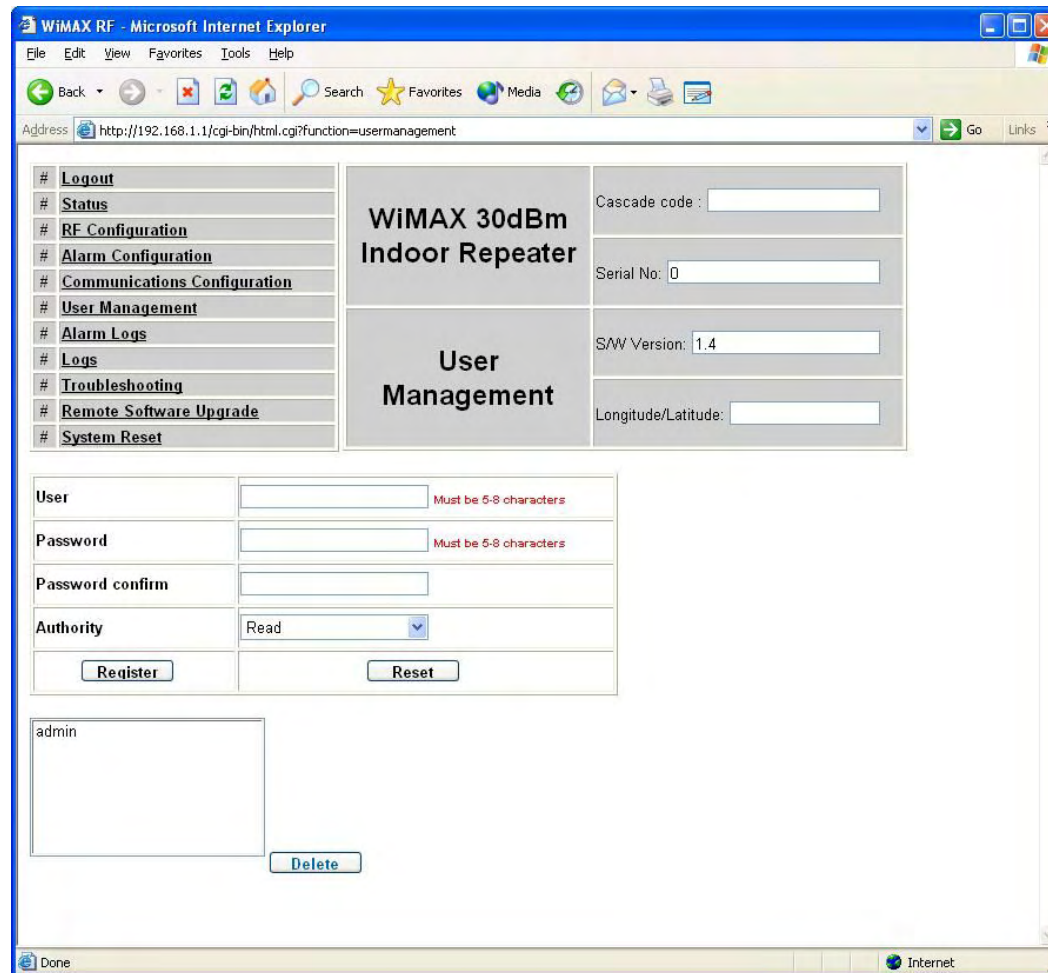 WiMAX RF - Microsoft Internet Explorer
File Edit View Favorites Tools Help
Back Search Favorites Media
Address http://192.168.1.1/cgi-bin/html.cgi?function=usermanagement Go Links
# Logout
# Status
# RF Configuration
# Alarm Configuration
# Communications Configuration
# User Management
# Alarm Logs
# Logs
# Troubleshooting
# Remote Software Upgrade
# System Reset
WiMAX 30dBm
Indoor Repeater
User
Management
Cascade code :
Serial No: 0
S/W Version: 1.4
Longitude/Latitude:
User Must be 5-8 characters
Password Must be 5-8 characters
Password confirm
Authority Read
Register Reset
admin
Delete
Done Internet